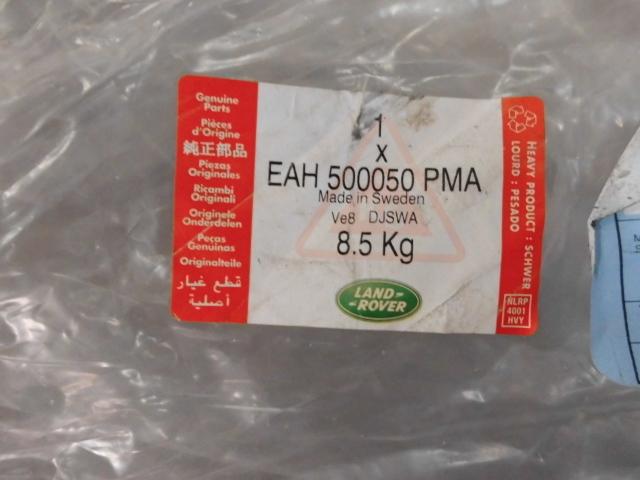 Genuine
Parts
Pièces
d'Origine
純正部品
Piezas
Originales
Ricambi
Originali
Originele
Onderdelen
Peças
Genuinas
Originalteile
قطع غيار
أصلية
1
x
EAH 500050 PMA
Made in Sweden
Ve8 DJSWA
8.5 Kg
LAND-
-ROVER
HEAVY PRODUCT : SCHWER
LOURD : PESADO
NLRP
4001
HVY